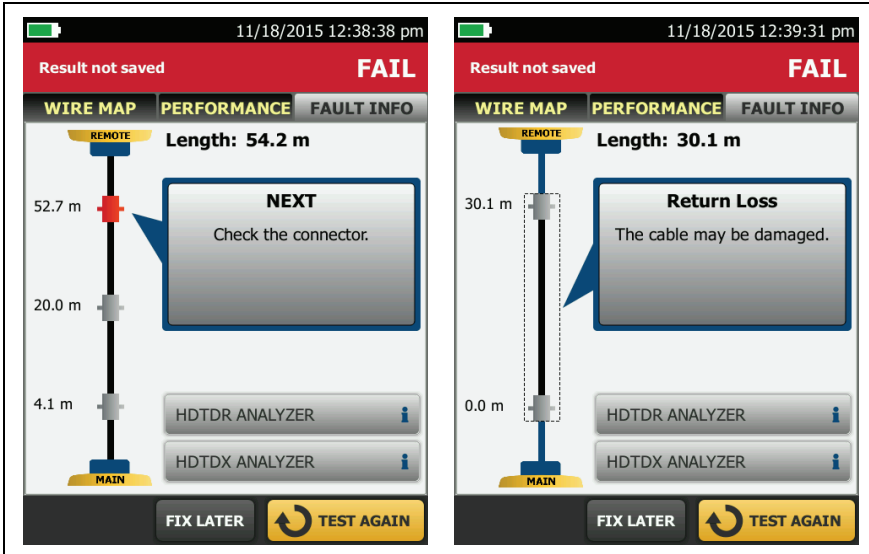 11/18/2015 12:38:38 pm
Result not saved
FAIL
WIRE MAP
PERFORMANCE
FAULT INFO
REMOTE
Length: 54.2 m
52.7 m
NEXT
Check the connector.
20.0 m
4.1 m
HDTDR ANALYZER
i
HDTDX ANALYZER
i
MAIN
FIX LATER
TEST AGAIN
11/18/2015 12:39:31 pm
Result not saved
FAIL
WIRE MAP
PERFORMANCE
FAULT INFO
REMOTE
Length: 30.1 m
30.1 m
Return Loss
The cable may be damaged.
0.0 m
HDTDR ANALYZER
i
HDTDX ANALYZER
i
MAIN
FIX LATER
TEST AGAIN